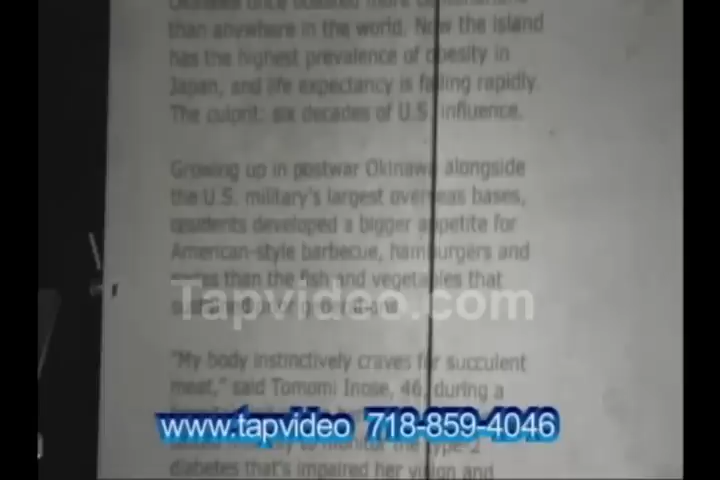 Okinawa once boasted more
than anywhere in the world. Now the island
has the highest prevalence of obesity in
Japan, and life expectancy is falling rapidly.
The culprit: six decades of U.S. influence.
Growing up in postwar Okinawa alongside
the U.S. military's largest overseas bases,
residents developed a bigger appetite for
American-style barbecue, hamburgers and
than the fish and vegetables that
Tapvideo.com
"My body instinctively craves for succulent
meat," said Tomomi Inose, 46, during a
www.tapvideo 718-859-4046
to monitor the type-2
diabetes that's impaired her vision and